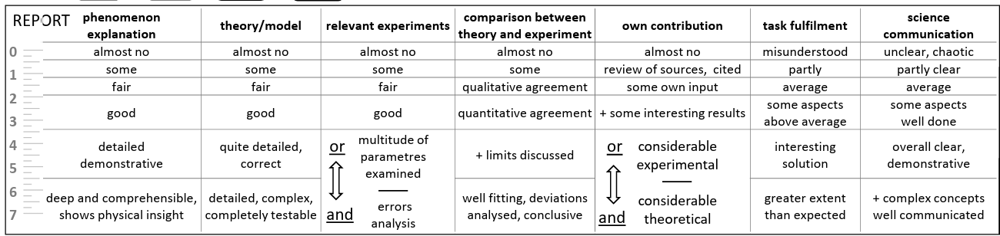 REPORT
phenomenon explanation | theory/model | relevant experiments | comparison between theory and experiment | own contribution | task fulfilment | science communication
0
almost no | almost no | almost no | almost no | almost no | misunderstood | unclear, chaotic
1
some | some | some | some | review of sources, cited | partly | partly clear
fair | fair | fair | qualitative agreement | some own input | average | average
2
3
good | good | good | quantitative agreement | + some interesting results | some aspects above average | some aspects well done
4
5
detailed demonstrative | quite detailed, correct | or multitude of parametres examined | + limits discussed | or considerable experimental | interesting solution | overall clear, demonstrative
6
7
deep and comprehensible, shows physical insight | detailed, complex, completely testable | and errors analysis | well fitting, deviations analysed, conclusive | and considerable theoretical | greater extent than expected | + complex concepts well communicated